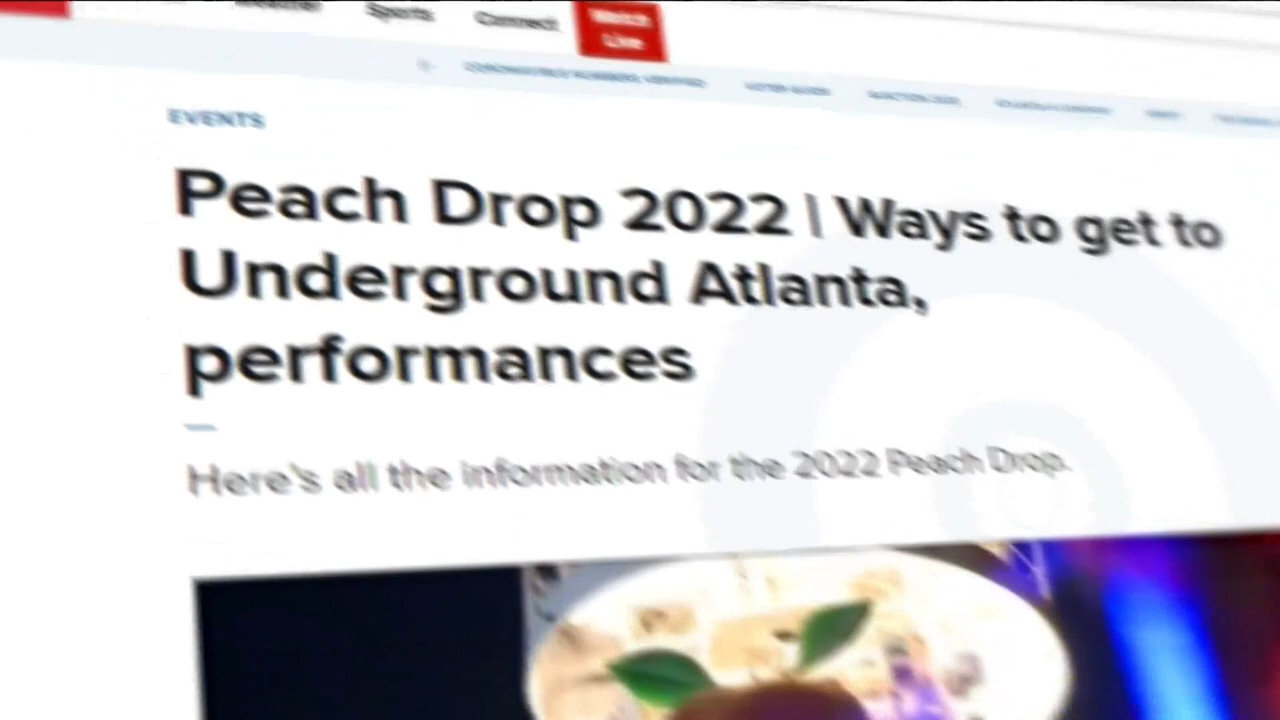 Sports Connect Watch
Live
EVENTS
Peach Drop 2022 | Ways to get to
Underground Atlanta,
performances
Here's all the information for the 2022 Peach Drop.